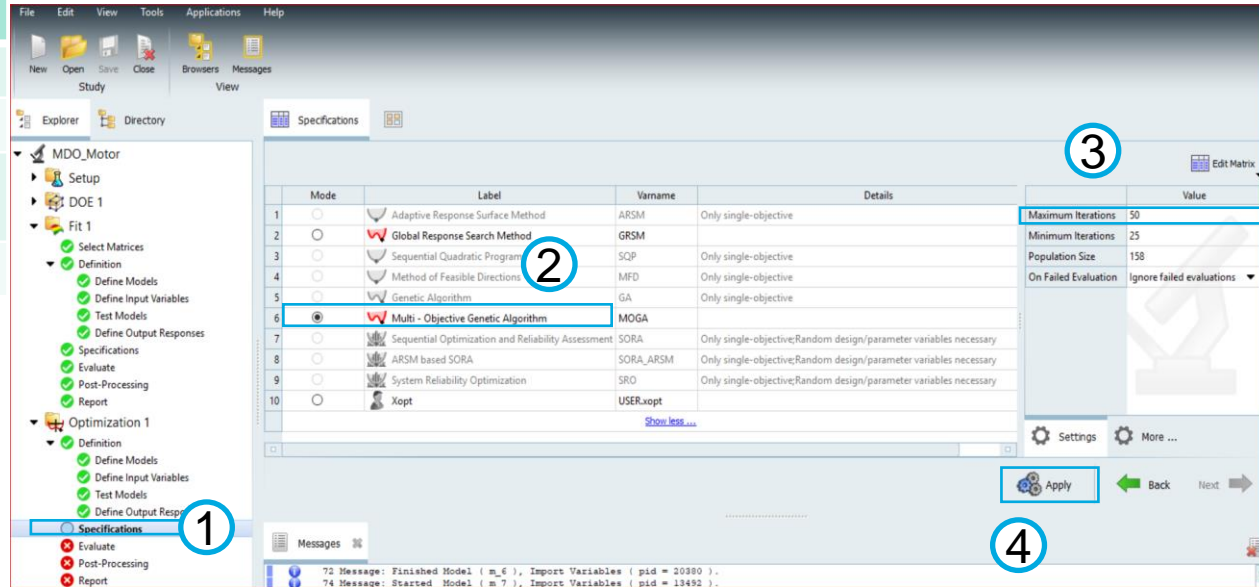 File Edit View Tools Applications Help
New Open Save Close Browsers Messages
Study View
Explorer Directory
MDO_Motor
Setup
DOE 1
Fit 1
Select Matrices
Definition
Define Models
Define Input Variables
Test Models
Define Output Responses
Specifications
Evaluate
Post-Processing
Report
Optimization 1
Definition
Define Models
Define Input Variables
Test Models
Define Output Respo
Specifications
1
Evaluate
Post-Processing
Report
Specifications
3
Edit Matrix
Mode Label Varname Details
1 Adaptive Response Surface Method ARSM Only single-objective
2 Global Response Search Method GRSM
3 Sequential Quadratic Program SQP Only single-objective
2
4 Method of Feasible Directions MFD Only single-objective
5 Genetic Algorithm GA Only single-objective
6 Multi - Objective Genetic Algorithm MOGA
7 Sequential Optimization and Reliability Assessment SORA Only single-objective;Random design/parameter variables necessary
8 ARSM based SORA SORA_ARSM Only single-objective;Random design/parameter variables necessary
9 System Reliability Optimization SRO Only single-objective;Random design/parameter variables necessary
10 Xopt USER.xopt
Show less ...
Value
Maximum Iterations 50
Minimum Iterations 25
Population Size 158
On Failed Evaluation Ignore failed evaluations
Settings More ...
Apply Back Next
4
Messages
72 Message: Finished Model ( m_6 ), Import Variables ( pid = 20380 ).
74 Message: Started Model ( m_7 ), Import Variables ( pid = 13492 ).